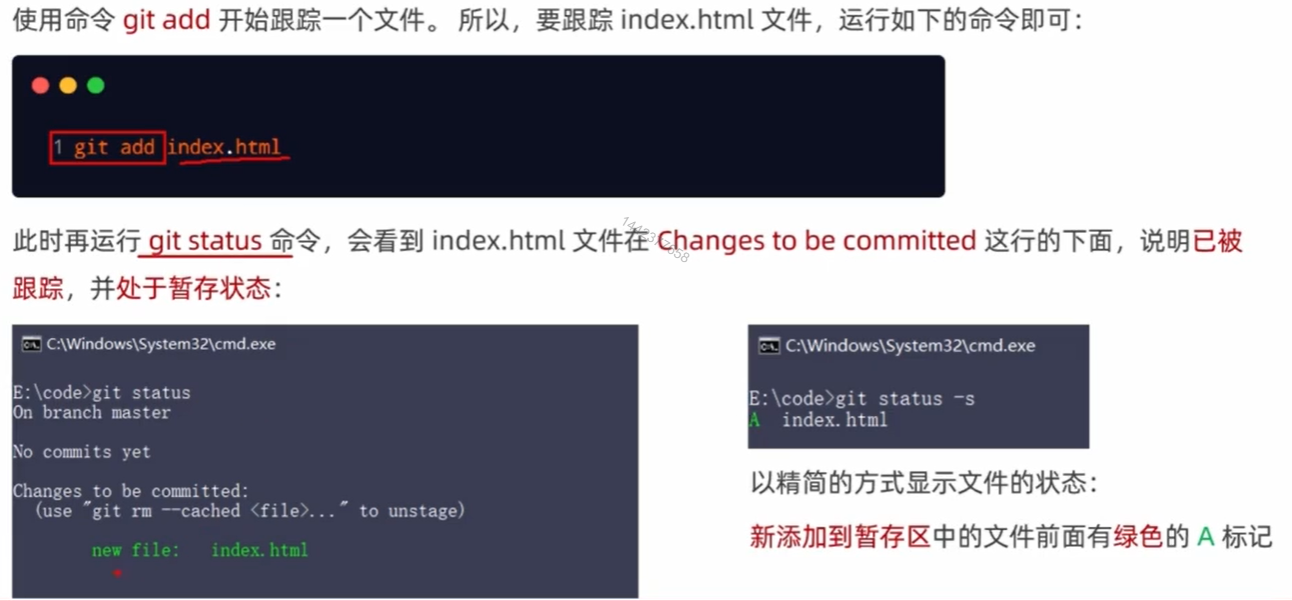 使用命令 git add 开始跟踪一个文件。 所以，要跟踪 index.html 文件，运行如下的命令即可：
1 git add index.html
此时再运行 git status 命令，会看到 index.html 文件在 Changes to be committed 这行的下面，说明已被
跟踪，并处于暂存状态：
C:\Windows\System32\cmd.exe
E:\code>git status
On branch master
No commits yet
Changes to be committed:
(use "git rm --cached <file>..." to unstage)
new file: index.html
C:\Windows\System32\cmd.exe
E:\code>git status -s
A index.html
以精简的方式显示文件的状态：
新添加到暂存区中的文件前面有绿色的 A 标记